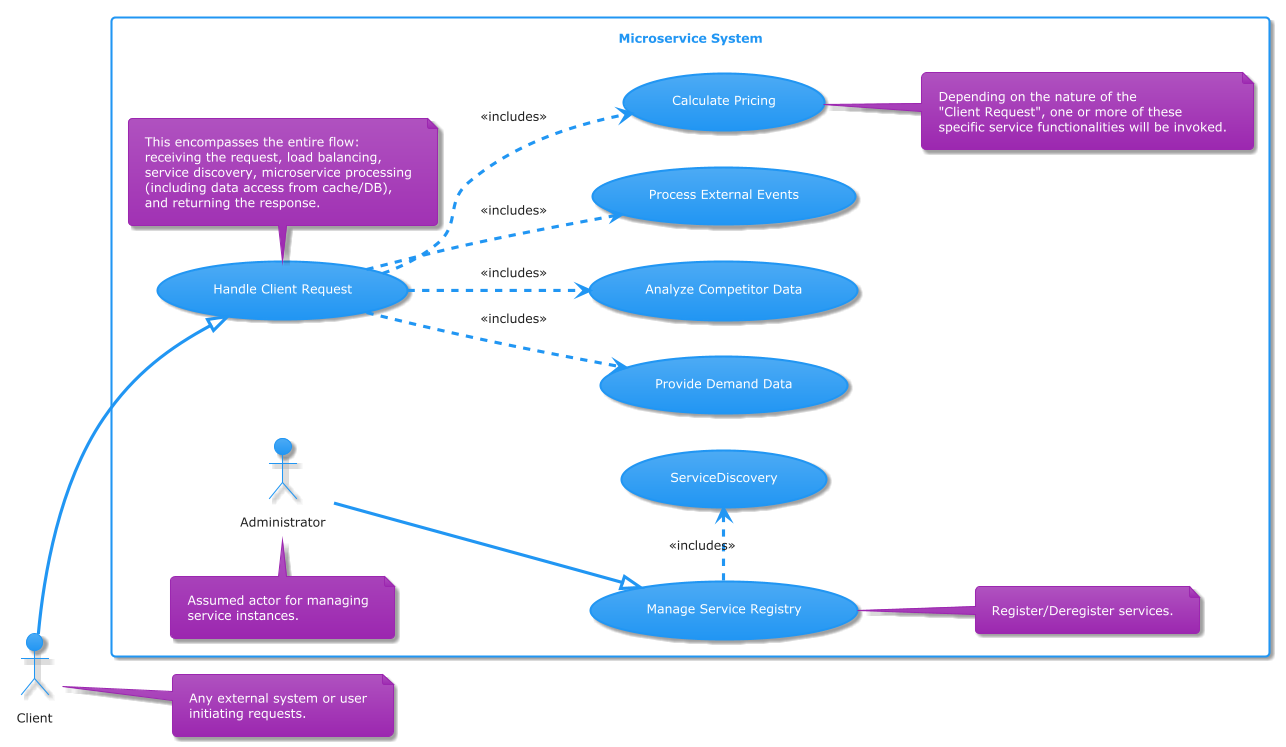 Microservice System
Calculate Pricing
Depending on the nature of the
"Client Request", one or more of these
specific service functionalities will be invoked.
«includes»
This encompasses the entire flow:
receiving the request, load balancing,
service discovery, microservice processing
(including data access from cache/DB),
and returning the response.
Process External Events
«includes»
«includes»
Handle Client Request
Analyze Competitor Data
«includes»
Provide Demand Data
ServiceDiscovery
Administrator
«includes»
Assumed actor for managing
service instances.
Manage Service Registry
Register/Deregister services.
Client
Any external system or user
initiating requests.